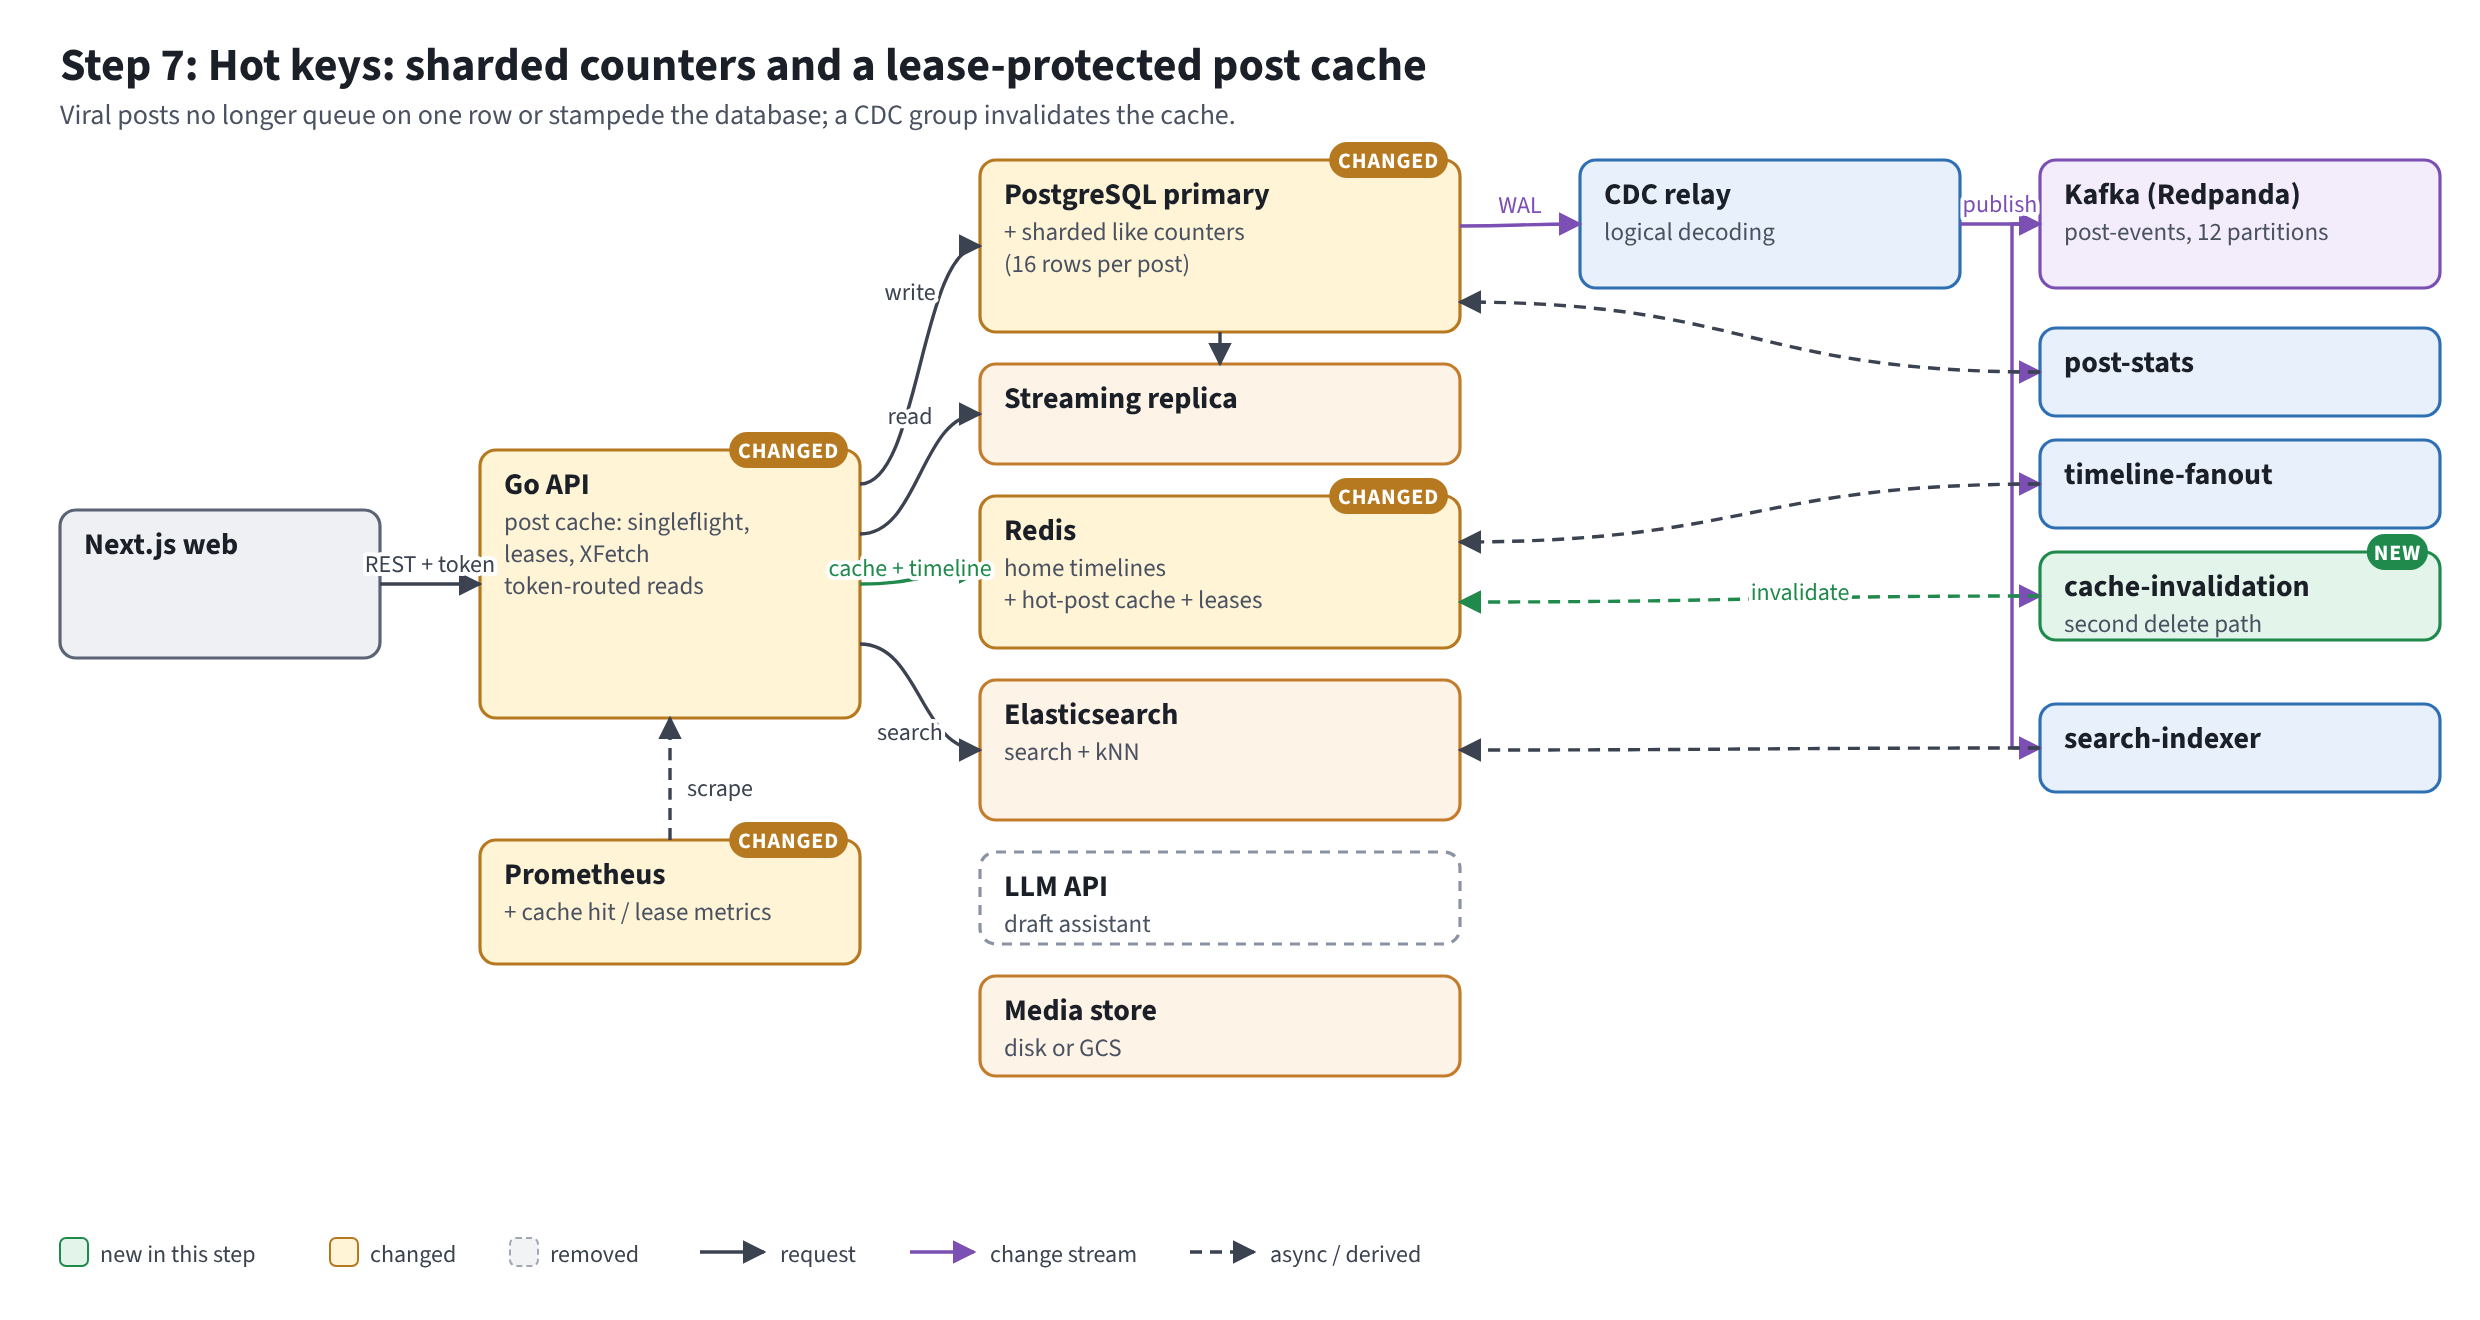 Step 7: Hot keys: sharded counters and a lease-protected post cache
Viral posts no longer queue on one row or stampede the database; a CDC group invalidates the cache.
CHANGED
PostgreSQL primary
+ sharded like counters
(16 rows per post)
WAL
CDC relay
logical decoding
publish
Kafka (Redpanda)
post-events, 12 partitions
write
read
Streaming replica
post-stats
CHANGED
Go API
post cache: singleflight,
leases, XFetch
token-routed reads
Next.js web
REST + token
cache + timeline
CHANGED
Redis
home timelines
+ hot-post cache + leases
timeline-fanout
invalidate
NEW
cache-invalidation
second delete path
search
Elasticsearch
search + kNN
search-indexer
scrape
CHANGED
Prometheus
+ cache hit / lease metrics
LLM API
draft assistant
Media store
disk or GCS
new in this step
changed
removed
request
change stream
async / derived